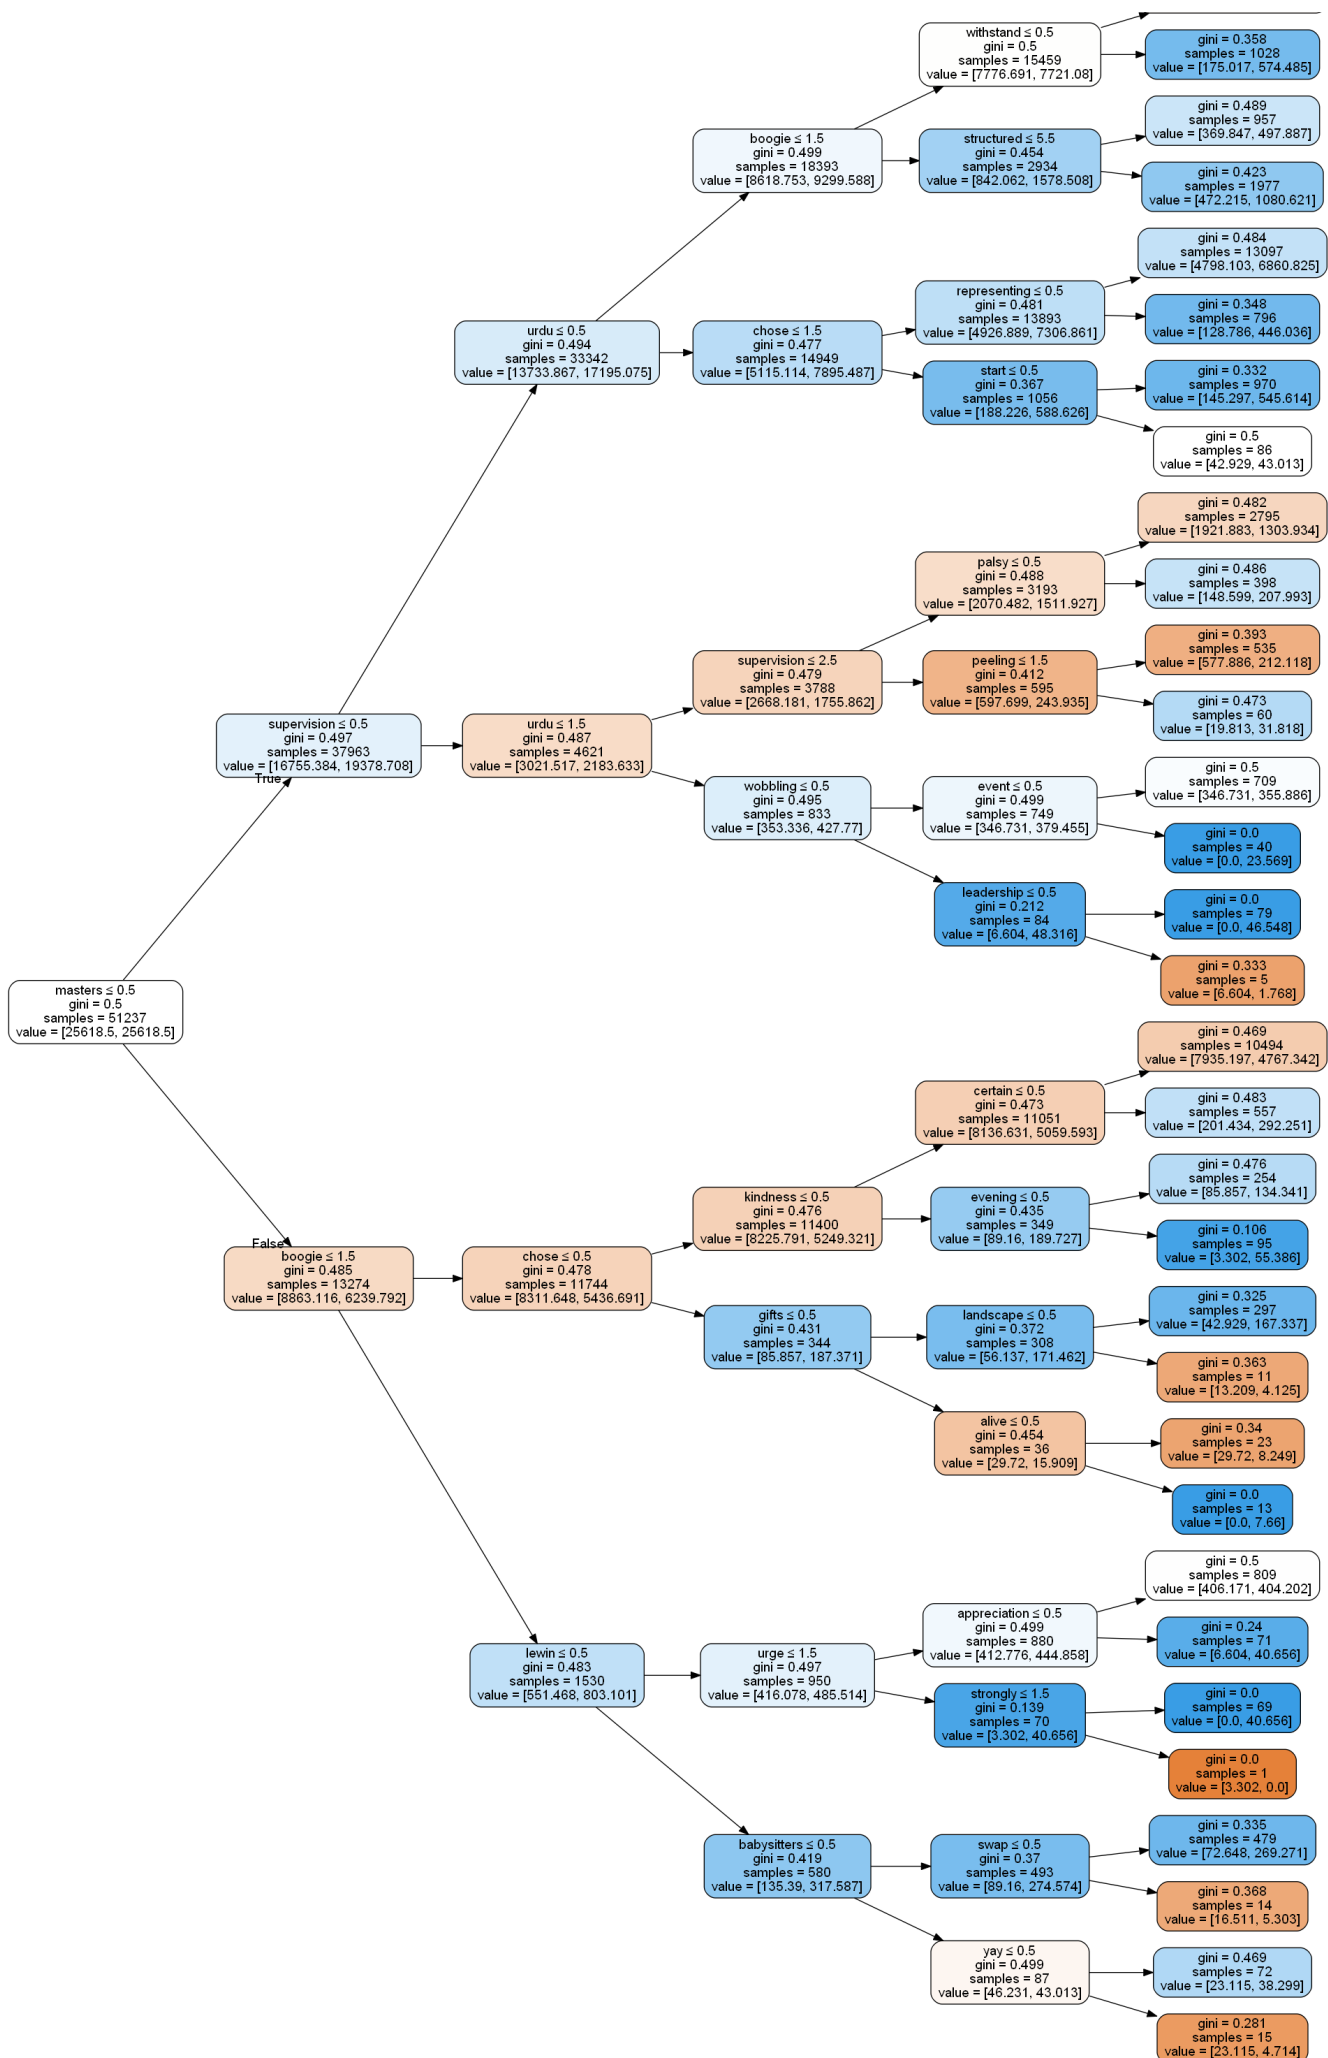 withstand ≤ 0.5
gini = 0.5
samples = 15459
value = [7776.691, 7721.08]
gini = 0.358
samples = 1028
value = [175.017, 574.485]
boogie ≤ 1.5
gini = 0.499
samples = 18393
value = [8618.753, 9299.588]
structured ≤ 5.5
gini = 0.454
samples = 2934
value = [842.062, 1578.508]
gini = 0.489
samples = 957
value = [369.847, 497.887]
gini = 0.423
samples = 1977
value = [472.215, 1080.621]
urdu ≤ 0.5
gini = 0.494
samples = 33342
value = [13733.867, 17195.075]
chose ≤ 1.5
gini = 0.477
samples = 14949
value = [5115.114, 7895.487]
representing ≤ 0.5
gini = 0.481
samples = 13893
value = [4926.889, 7306.861]
gini = 0.484
samples = 13097
value = [4798.103, 6860.825]
gini = 0.348
samples = 796
value = [128.786, 446.036]
start ≤ 0.5
gini = 0.367
samples = 1056
value = [188.226, 588.626]
gini = 0.332
samples = 970
value = [145.297, 545.614]
gini = 0.5
samples = 86
value = [42.929, 43.013]
supervision ≤ 0.5
gini = 0.497
samples = 37963
value = [16755.384, 19378.708]
True
urdu ≤ 1.5
gini = 0.487
samples = 4621
value = [3021.517, 2183.633]
supervision ≤ 2.5
gini = 0.479
samples = 3788
value = [2668.181, 1755.862]
palsy ≤ 0.5
gini = 0.488
samples = 3193
value = [2070.482, 1511.927]
gini = 0.482
samples = 2795
value = [1921.883, 1303.934]
gini = 0.486
samples = 398
value = [148.599, 207.993]
peeling ≤ 1.5
gini = 0.412
samples = 595
value = [597.699, 243.935]
gini = 0.393
samples = 535
value = [577.886, 212.118]
gini = 0.473
samples = 60
value = [19.813, 31.818]
wobbling ≤ 0.5
gini = 0.495
samples = 833
value = [353.336, 427.77]
event ≤ 0.5
gini = 0.499
samples = 749
value = [346.731, 379.455]
gini = 0.5
samples = 709
value = [346.731, 355.886]
gini = 0.0
samples = 40
value = [0.0, 23.569]
leadership ≤ 0.5
gini = 0.212
samples = 84
value = [6.604, 48.316]
gini = 0.0
samples = 79
value = [0.0, 46.548]
gini = 0.333
samples = 5
value = [6.604, 1.768]
masters ≤ 0.5
gini = 0.5
samples = 51237
value = [25618.5, 25618.5]
False
boogie ≤ 1.5
gini = 0.485
samples = 13274
value = [8863.116, 6239.792]
chose ≤ 0.5
gini = 0.478
samples = 11744
value = [8311.648, 5436.691]
kindness ≤ 0.5
gini = 0.476
samples = 11400
value = [8225.791, 5249.321]
certain ≤ 0.5
gini = 0.473
samples = 11051
value = [8136.631, 5059.593]
gini = 0.469
samples = 10494
value = [7935.197, 4767.342]
gini = 0.483
samples = 557
value = [201.434, 292.251]
evening ≤ 0.5
gini = 0.435
samples = 349
value = [89.16, 189.727]
gini = 0.476
samples = 254
value = [85.857, 134.341]
gini = 0.106
samples = 95
value = [3.302, 55.386]
gifts ≤ 0.5
gini = 0.431
samples = 344
value = [85.857, 187.371]
landscape ≤ 0.5
gini = 0.372
samples = 308
value = [56.137, 171.462]
gini = 0.325
samples = 297
value = [42.929, 167.337]
gini = 0.363
samples = 11
value = [13.209, 4.125]
alive ≤ 0.5
gini = 0.454
samples = 36
value = [29.72, 15.909]
gini = 0.34
samples = 23
value = [29.72, 8.249]
gini = 0.0
samples = 13
value = [0.0, 7.66]
lewin ≤ 0.5
gini = 0.483
samples = 1530
value = [551.468, 803.101]
urge ≤ 1.5
gini = 0.497
samples = 950
value = [416.078, 485.514]
appreciation ≤ 0.5
gini = 0.499
samples = 880
value = [412.776, 444.858]
gini = 0.5
samples = 809
value = [406.171, 404.202]
gini = 0.24
samples = 71
value = [6.604, 40.656]
strongly ≤ 1.5
gini = 0.139
samples = 70
value = [3.302, 40.656]
gini = 0.0
samples = 69
value = [0.0, 40.656]
gini = 0.0
samples = 1
value = [3.302, 0.0]
babysitters ≤ 0.5
gini = 0.419
samples = 580
value = [135.39, 317.587]
swap ≤ 0.5
gini = 0.37
samples = 493
value = [89.16, 274.574]
gini = 0.335
samples = 479
value = [72.648, 269.271]
gini = 0.368
samples = 14
value = [16.511, 5.303]
yay ≤ 0.5
gini = 0.499
samples = 87
value = [46.231, 43.013]
gini = 0.469
samples = 72
value = [23.115, 38.299]
gini = 0.281
samples = 15
value = [23.115, 4.714]